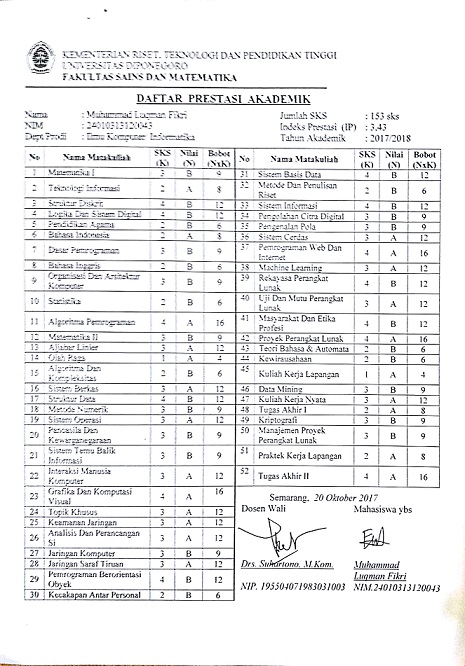 KEMENTERIAN RISET, TEKNOLOGI DAN PENDIDIKAN TINGGI
UNIVERSITAS DIPONEGORO
FAKULTAS SAINS DAN MATEMATIKA
DAFTAR PRESTASI AKADEMIK
Nama : Muhammad Luqman Fikri
NIM : 24010313120043
Dept/Prodi : Ilmu Komputer/Informatika
Jumlah SKS : 153 sks
Indeks Prestasi (IP) : 3,43
Tahun Akademik : 2017/2018
No Nama Matakuliah SKS (K) Nilai (N) Bobot (NxK)
1 Matematika I 3 B 9
2 Teknologi Informasi 2 A 8
3 Struktur Diskrit 4 B 12
4 Logika Dan Sistem Digital 4 B 12
5 Pendidikan Agama 2 B 6
6 Bahasa Indonesia 2 A 8
7 Dasar Pemrograman 3 B 9
8 Bahasa Inggris 2 B 6
9 Organisasi Dan Arsitektur Komputer 3 B 9
10 Statistika 2 B 6
11 Algoritma Pemrograman 4 A 16
12 Matematika II 3 B 9
13 Aljabar Linier 3 A 12
14 Olah Raga 1 A 4
15 Algoritma Dan Kompleksitas 2 B 6
16 Sistem Berkas 3 A 12
17 Struktur Data 4 B 12
18 Metode Numerik 3 B 9
19 Sistem Operasi 3 A 12
20 Pancasila Dan Kewarganegaraan 3 B 9
21 Sistem Temu Balik Informasi 3 B 9
22 Interaksi Manusia Komputer 3 A 12
23 Grafika Dan Komputasi Visual 4 A 16
24 Topik Khusus 3 A 12
25 Keamanan Jaringan 3 A 12
26 Analisis Dan Perancangan Si 3 A 12
27 Jaringan Komputer 3 B 9
28 Jaringan Saraf Tiruan 3 A 12
29 Pemrograman Berorientasi Obyek 4 B 12
30 Kecakapan Antar Personal 2 B 6
No Nama Matakuliah SKS (K) Nilai (N) Bobot (NxK)
31 Sistem Basis Data 4 B 12
32 Metode Dan Penulisan Riset 2 B 6
33 Sistem Informasi 4 B 12
34 Pengolahan Citra Digital 3 B 9
35 Pengenalan Pola 3 B 9
36 Sistem Cerdas 3 A 12
37 Pemrograman Web Dan Internet 4 A 16
38 Machine Learning 3 A 12
39 Rekayasa Perangkat Lunak 4 B 12
40 Uji Dan Mutu Perangkat Lunak 3 A 12
41 Masyarakat Dan Etika Profesi 4 B 12
42 Proyek Perangkat Lunak 4 A 16
43 Teori Bahasa & Automata 2 B 6
44 Kewirausahaan 2 B 6
45 Kuliah Kerja Lapangan 1 A 4
46 Data Mining 3 B 9
47 Kuliah Kerja Nyata 3 A 12
48 Tugas Akhir I 2 A 8
49 Kriptografi 3 B 9
50 Manajemen Proyek Perangkat Lunak 3 B 9
51 Praktek Kerja Lapangan 2 A 8
52 Tugas Akhir II 4 A 16
Semarang, 20 Oktober 2017
Dosen Wali Mahasiswa ybs
Drs. Suhartono, M.Kom. Muhammad
Luqman Fikri
NIP. 195504071983031003 NIM.24010313120043